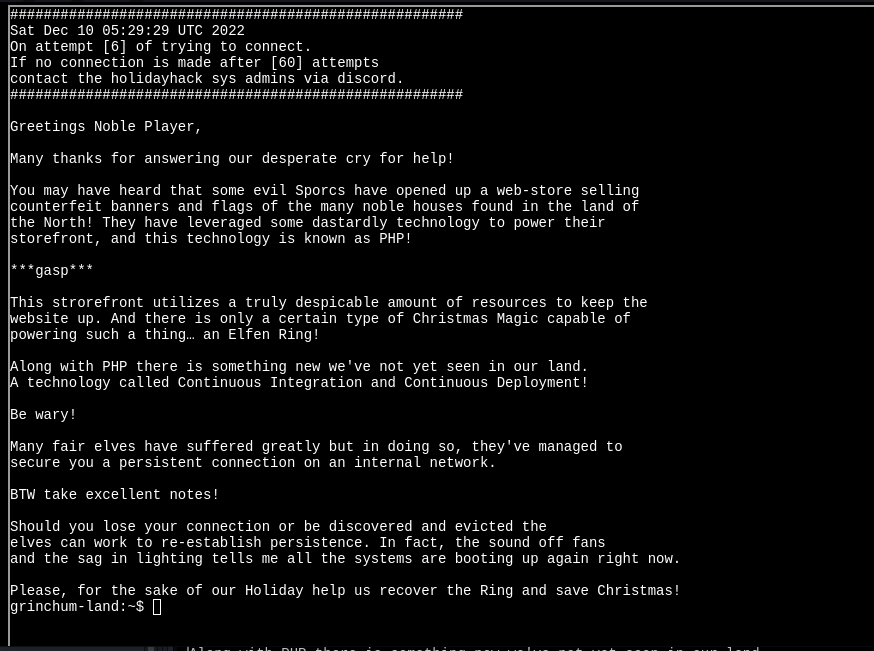 ######################################################
Sat Dec 10 05:29:29 UTC 2022
On attempt [6] of trying to connect.
If no connection is made after [60] attempts
contact the holidayhack sys admins via discord.
######################################################
Greetings Noble Player,
Many thanks for answering our desperate cry for help!
You may have heard that some evil Sporcs have opened up a web-store selling
counterfeit banners and flags of the many noble houses found in the land of
the North! They have leveraged some dastardly technology to power their
storefront, and this technology is known as PHP!
***gasp***
This strorefront utilizes a truly despicable amount of resources to keep the
website up. And there is only a certain type of Christmas Magic capable of
powering such a thing… an Elfen Ring!
Along with PHP there is something new we've not yet seen in our land.
A technology called Continuous Integration and Continuous Deployment!
Be wary!
Many fair elves have suffered greatly but in doing so, they've managed to
secure you a persistent connection on an internal network.
BTW take excellent notes!
Should you lose your connection or be discovered and evicted the
elves can work to re-establish persistence. In fact, the sound off fans
and the sag in lighting tells me all the systems are booting up again right now.
Please, for the sake of our Holiday help us recover the Ring and save Christmas!
grinchum-land:~$
Along with PHP there is something new we've not yet seen in our land